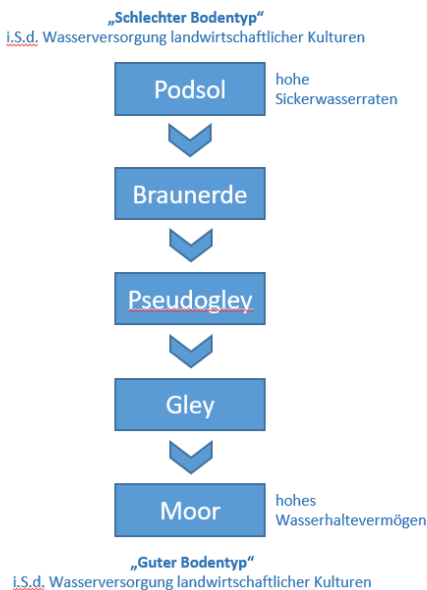 „Schlechter Bodentyp“
i.S.d. Wasserversorgung landwirtschaftlicher Kulturen
Podsol
hohe
Sickerwasserraten
Braunerde
Pseudogley
Gley
Moor
hohes
Wasserhaltevermögen
„Guter Bodentyp“
i.S.d. Wasserversorgung landwirtschaftlicher Kulturen